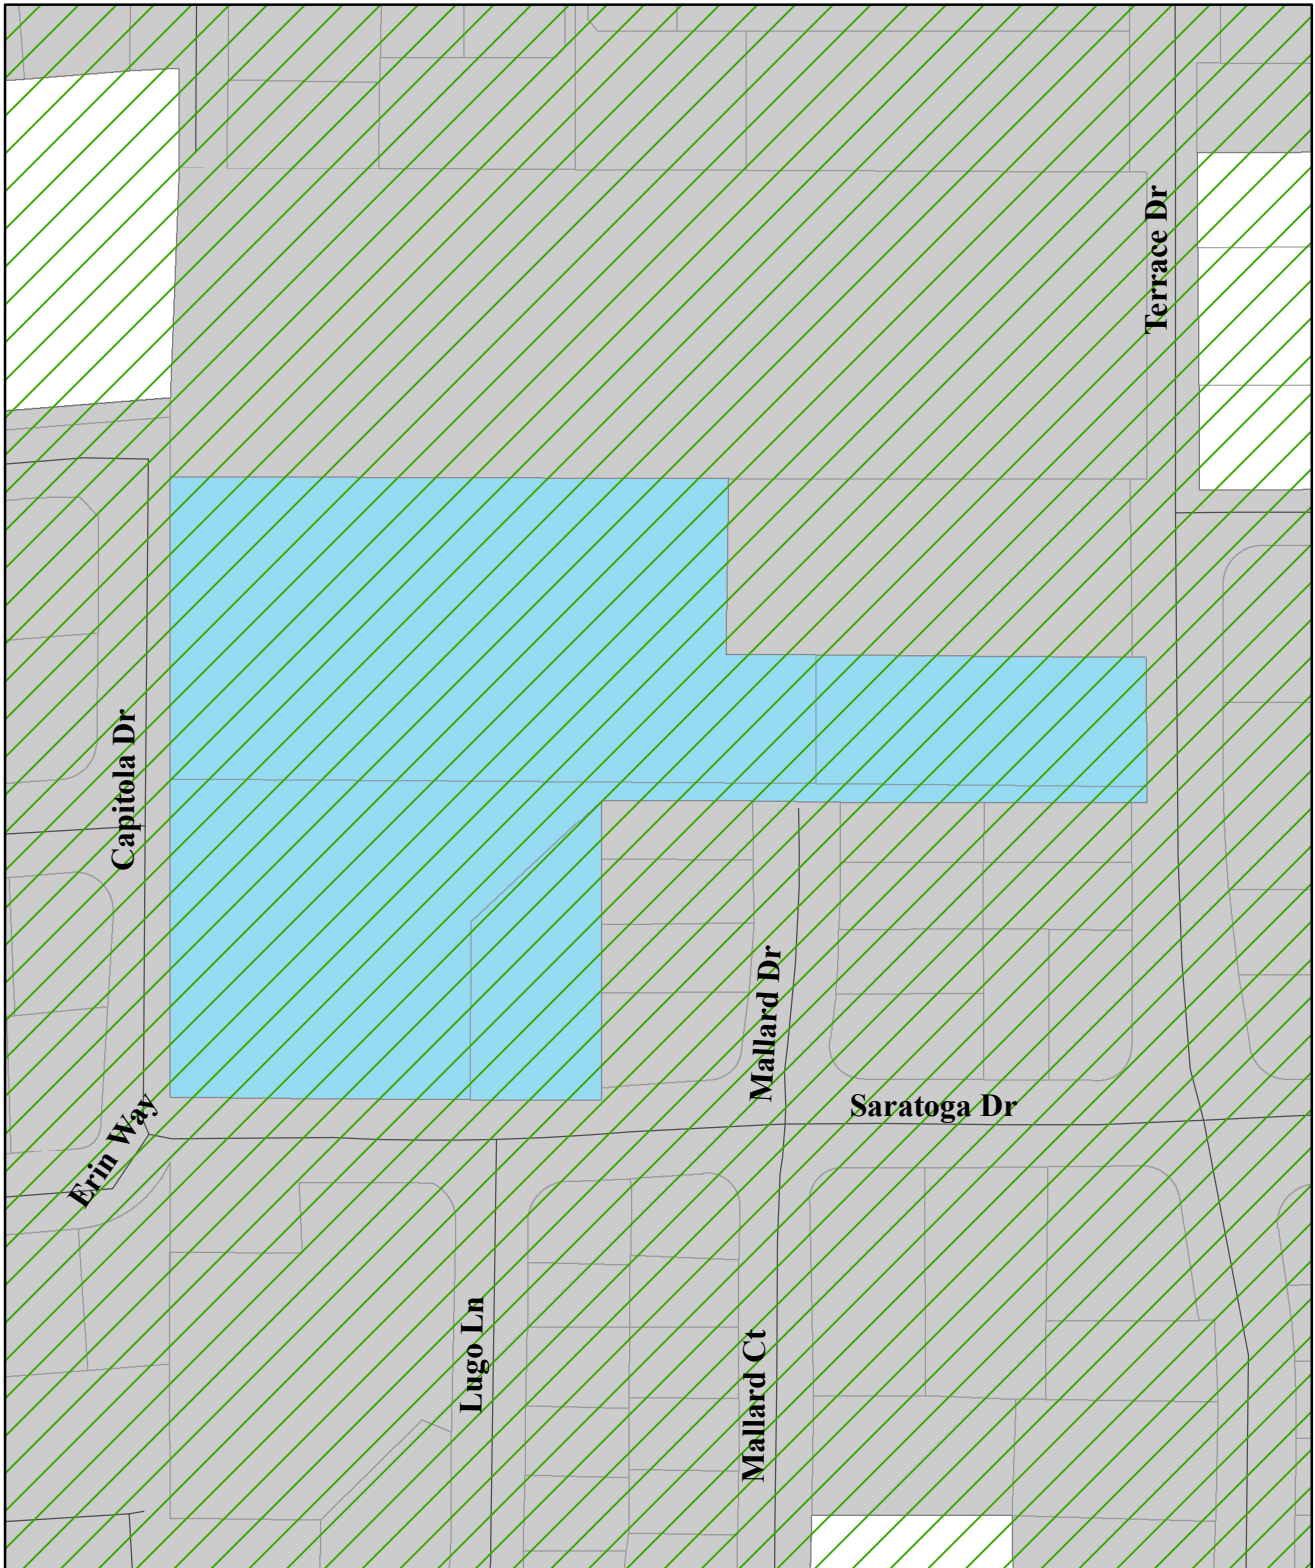 Terrace Dr
Capitola Dr
Mallard Dr
Saratoga Dr
Erin Way
Lugo Ln
Mallard Ct